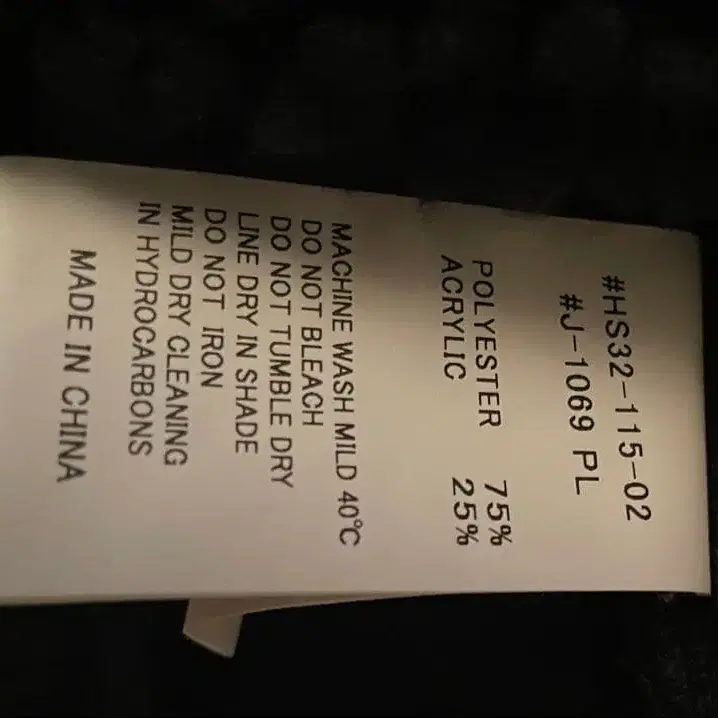 #HS32-115-02
#J-1069 PL
POLYESTER 75%
ACRYLIC 25%
MACHINE WASH MILD 40℃
DO NOT BLEACH
DO NOT TUMBLE DRY
LINE DRY IN SHADE
DO NOT IRON
MILD DRY CLEANING
IN HYDROCARBONS
MADE IN CHINA